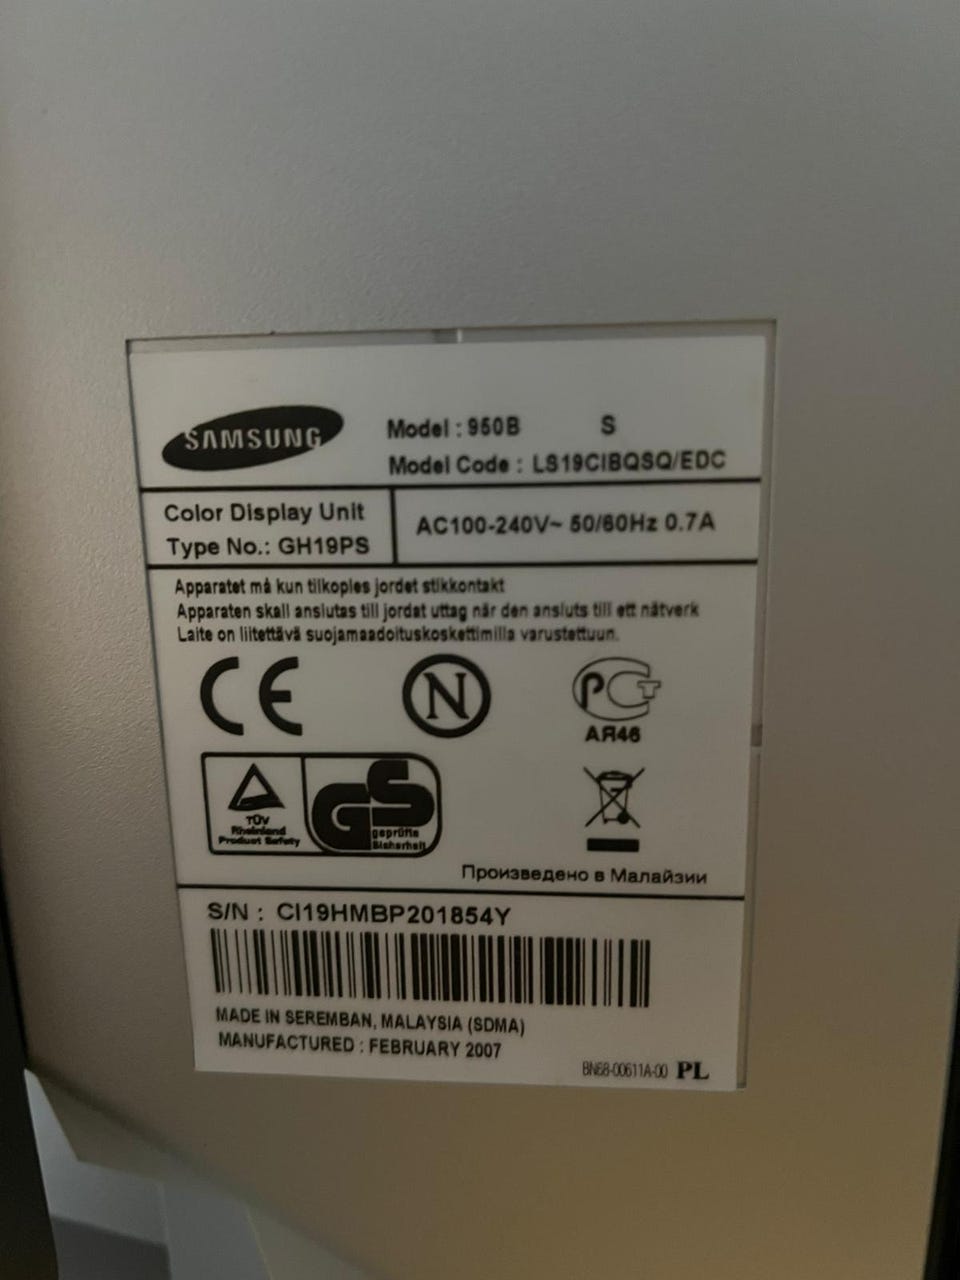 SAMSUNG
Model : 950B S
Model Code : LS19CIBQSQ/EDC
Color Display Unit
Type No.: GH19PS
AC100-240V~ 50/60Hz 0.7A
Apparatet må kun tilkoples jordet stikkontakt
Apparaten skall anslutas till jordat uttag när den ansluts till ett nätverk
Laite on liitettävä suojamaadoituskoskettimilla varustettuun.
CE
N
РСТ
АЯ46
TÜV
Rheinland
Product Safety
GS
geprüfte
Sicherheit
Произведено в Малайзии
S/N : CI19HMBP201854Y
MADE IN SEREMBAN, MALAYSIA (SDMA)
MANUFACTURED : FEBRUARY 2007
BN68-00611A-00 PL